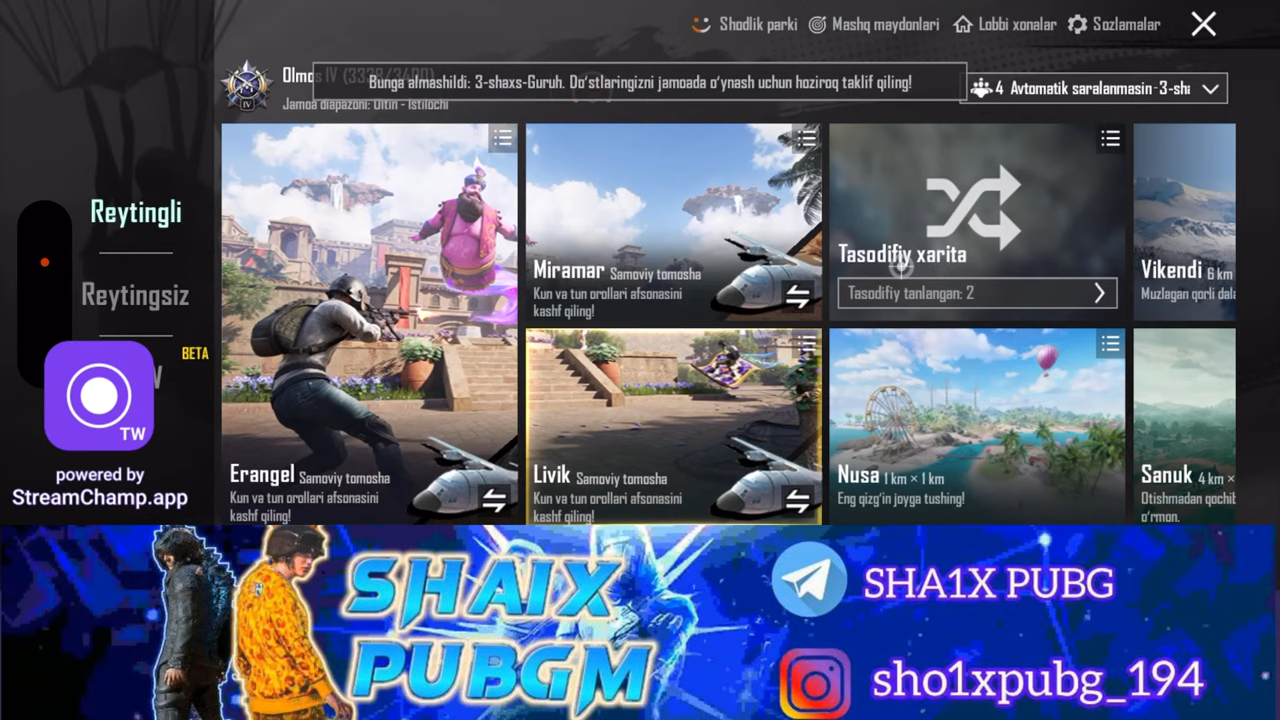 Shodlik parki
Mashq maydonlari
Lobbi xonalar
Sozlamalar
Bunga almashildi: 3-shaxs-Guruh. Do‘stlaringizni jamoada o‘ynash uchun hoziroq taklif qiling!
4 Avtomatik saralanmasin-3-sha
Jamoa diapazoni: Oltin - Istilochi
IV
Reytingli
Reytingsiz
BETA
TW
powered by
StreamChamp.app
Erangel Samoviy tomosha
Kun va tun orollari afsonasini
kashf qiling!
Miramar Samoviy tomosha
Kun va tun orollari afsonasini
kashf qiling!
Livik Samoviy tomosha
Kun va tun orollari afsonasini
kashf qiling!
Tasodifiy xarita
Tasodifiy tanlangan: 2
Nusa 1 km × 1 km
Eng qizg‘in joyga tushing!
Vikendi 6 km
Muzlagan qorli
Sanuk 4 km ×
Otishmadan
o‘rmon.
SHAIX
PUBGM
SHA1X PUBG
sho1xpubg_194